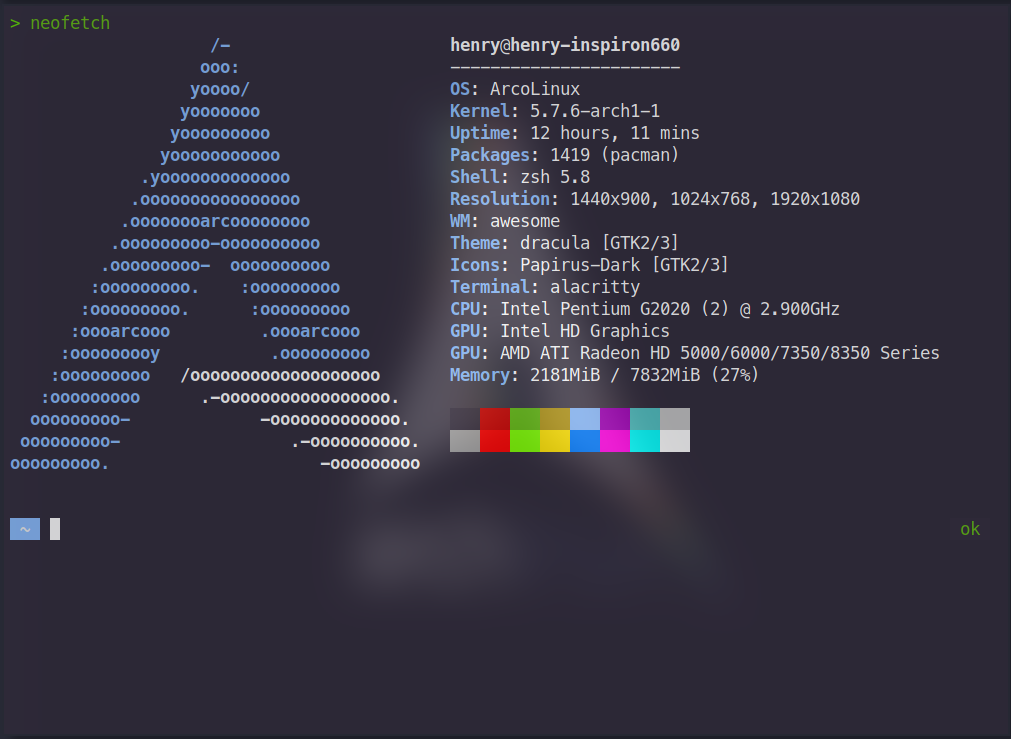 > neofetch
/-                      henry@henry-inspiron660
ooo:                    -----------------------
yoooo/                  OS: ArcoLinux
yooooooo                Kernel: 5.7.6-arch1-1
yooooooooo              Uptime: 12 hours, 11 mins
yooooooooooo            Packages: 1419 (pacman)
.yooooooooooooo         Shell: zsh 5.8
.oooooooooooooooo       Resolution: 1440x900, 1024x768, 1920x1080
.oooooooarcoooooooo     WM: awesome
.ooooooooo-oooooooooo   Theme: dracula [GTK2/3]
.ooooooooo-  oooooooooo Icons: Papirus-Dark [GTK2/3]
:ooooooooo.    :ooooooooo Terminal: alacritty
:ooooooooo.      :ooooooooo CPU: Intel Pentium G2020 (2) @ 2.900GHz
:oooarcooo         .oooarcooo GPU: Intel HD Graphics
:ooooooooy           .ooooooooo GPU: AMD ATI Radeon HD 5000/6000/7350/8350 Series
:ooooooooo   /ooooooooooooooooooo Memory: 2181MiB / 7832MiB (27%)
:ooooooooo      .-ooooooooooooooooo.
ooooooooo-             -ooooooooooooo.
ooooooooo-                 .-oooooooooo.
ooooooooo.                     -ooooooooo
~ ok